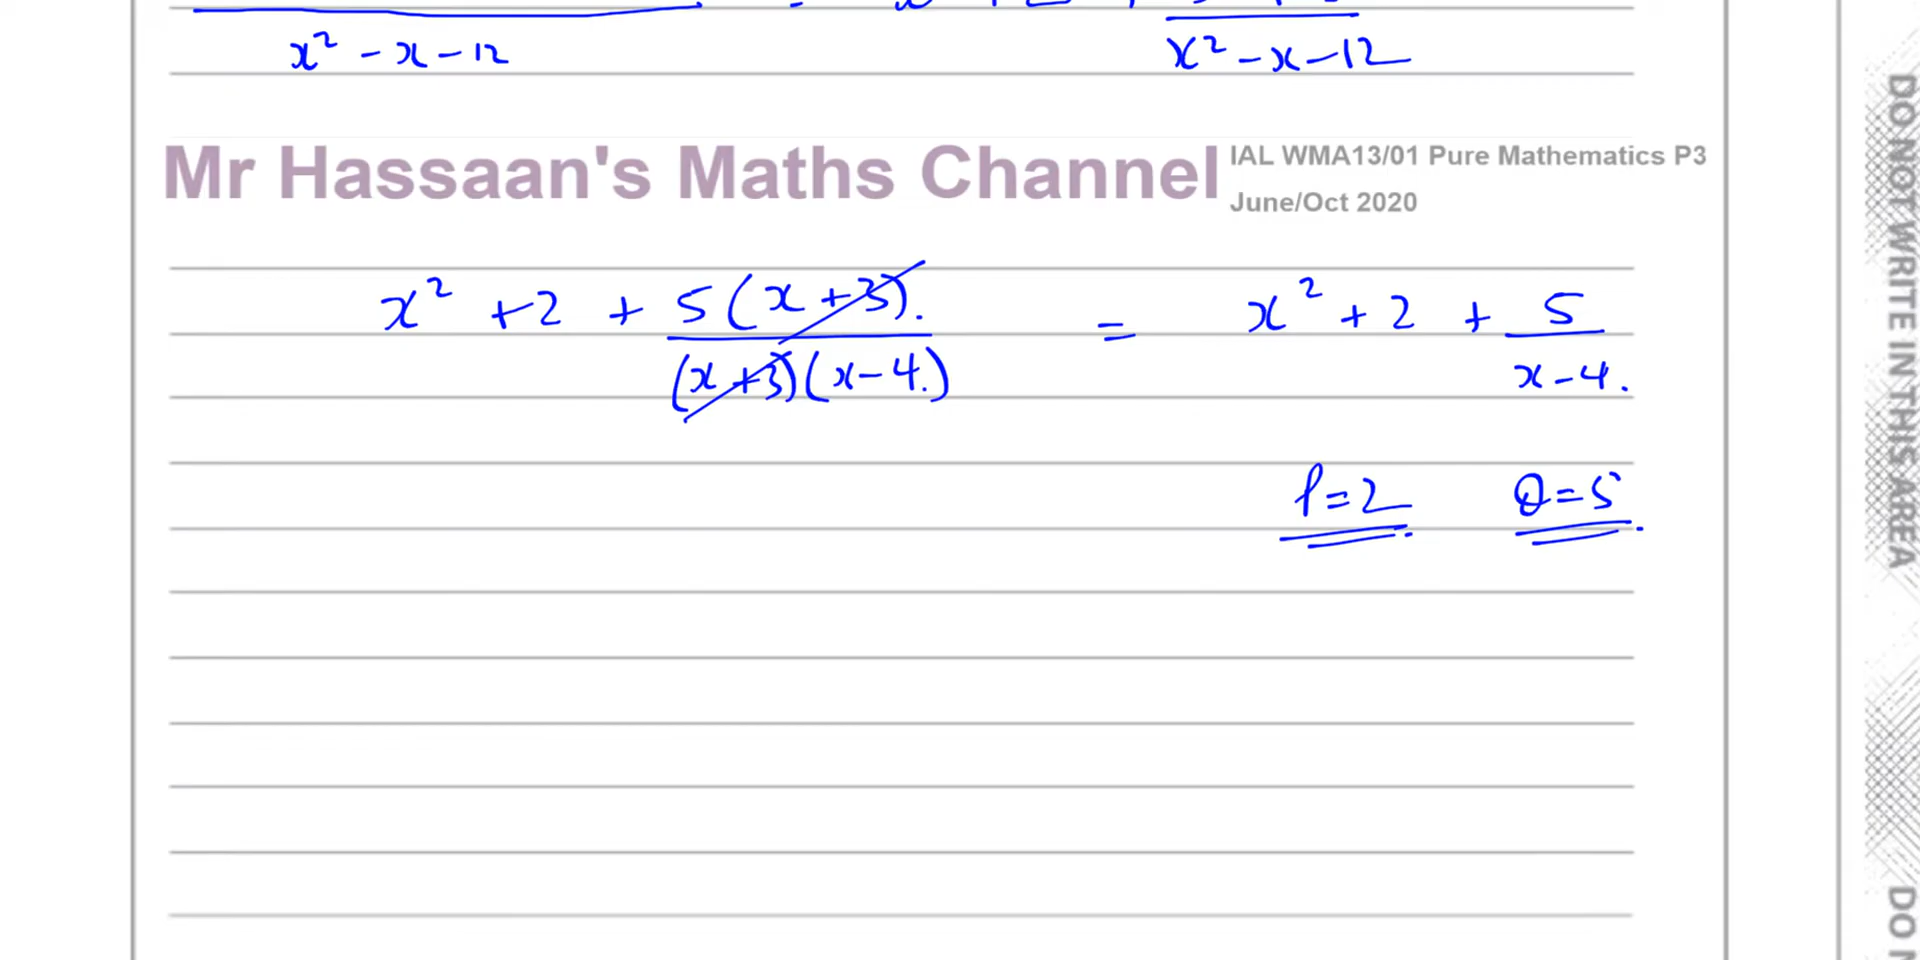 x² - x - 12
x² - x - 12
Mr Hassaan's Maths Channel
IAL WMA13/01 Pure Mathematics P3
June/Oct 2020
x² + 2 + 5(x+3) = x² + 2 + 5
(x+3)(x-4) x-4.
P=2 Q=5
DO NOT WRITE IN THIS AREA